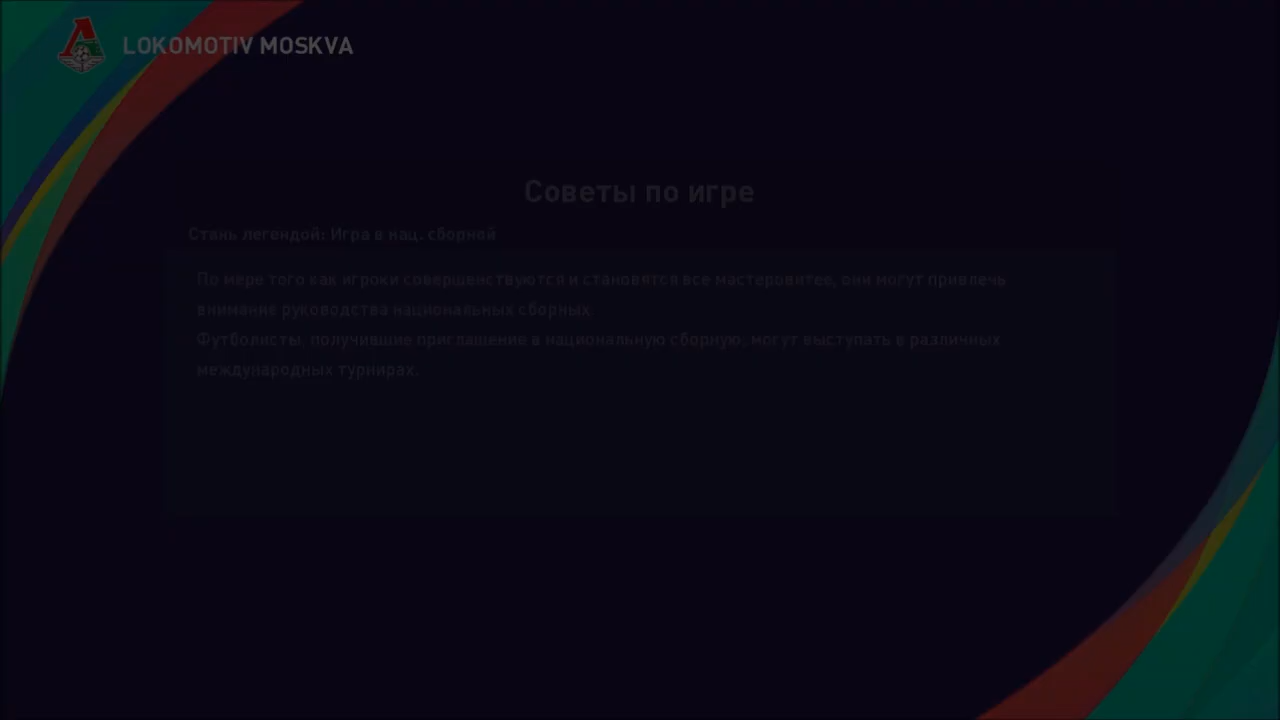 LOKOMOTIV MOSKVA
Советы по игре
Стань легендой: Игра в нац. сборной
По мере того как игроки совершенствуются и становятся все мастеровитее, они могут привлечь
внимание руководства национальных сборных.
Футболисты, получившие приглашение в национальную сборную, могут выступать в различных
международных турнирах.